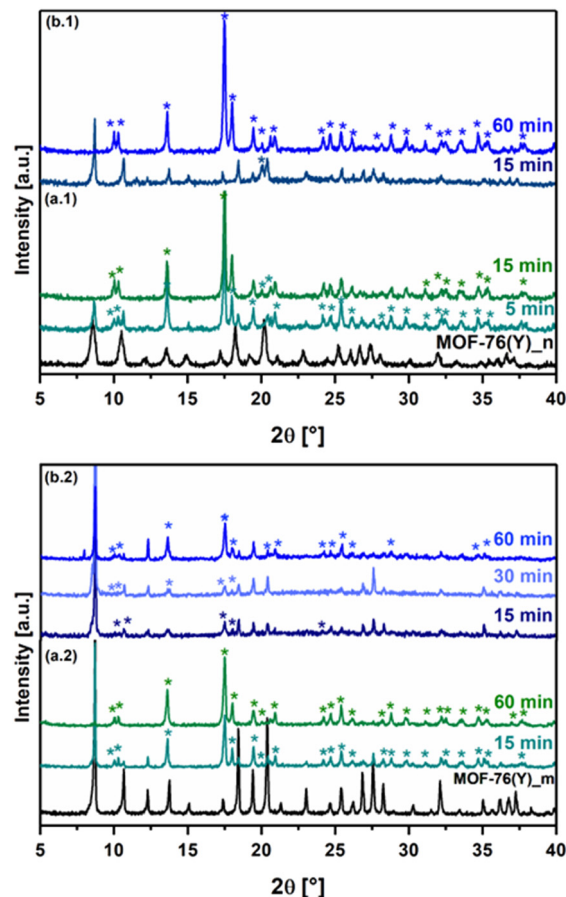 (b.1)
60 min
15 min
(a.1)
15 min
5 min
MOF-76(Y)_n
Intensity [a.u.]
5 10 15 20 25 30 35 40
2θ [°]
(b.2)
60 min
30 min
15 min
(a.2)
60 min
15 min
MOF-76(Y)_m
Intensity [a.u.]
5 10 15 20 25 30 35 40
2θ [°]